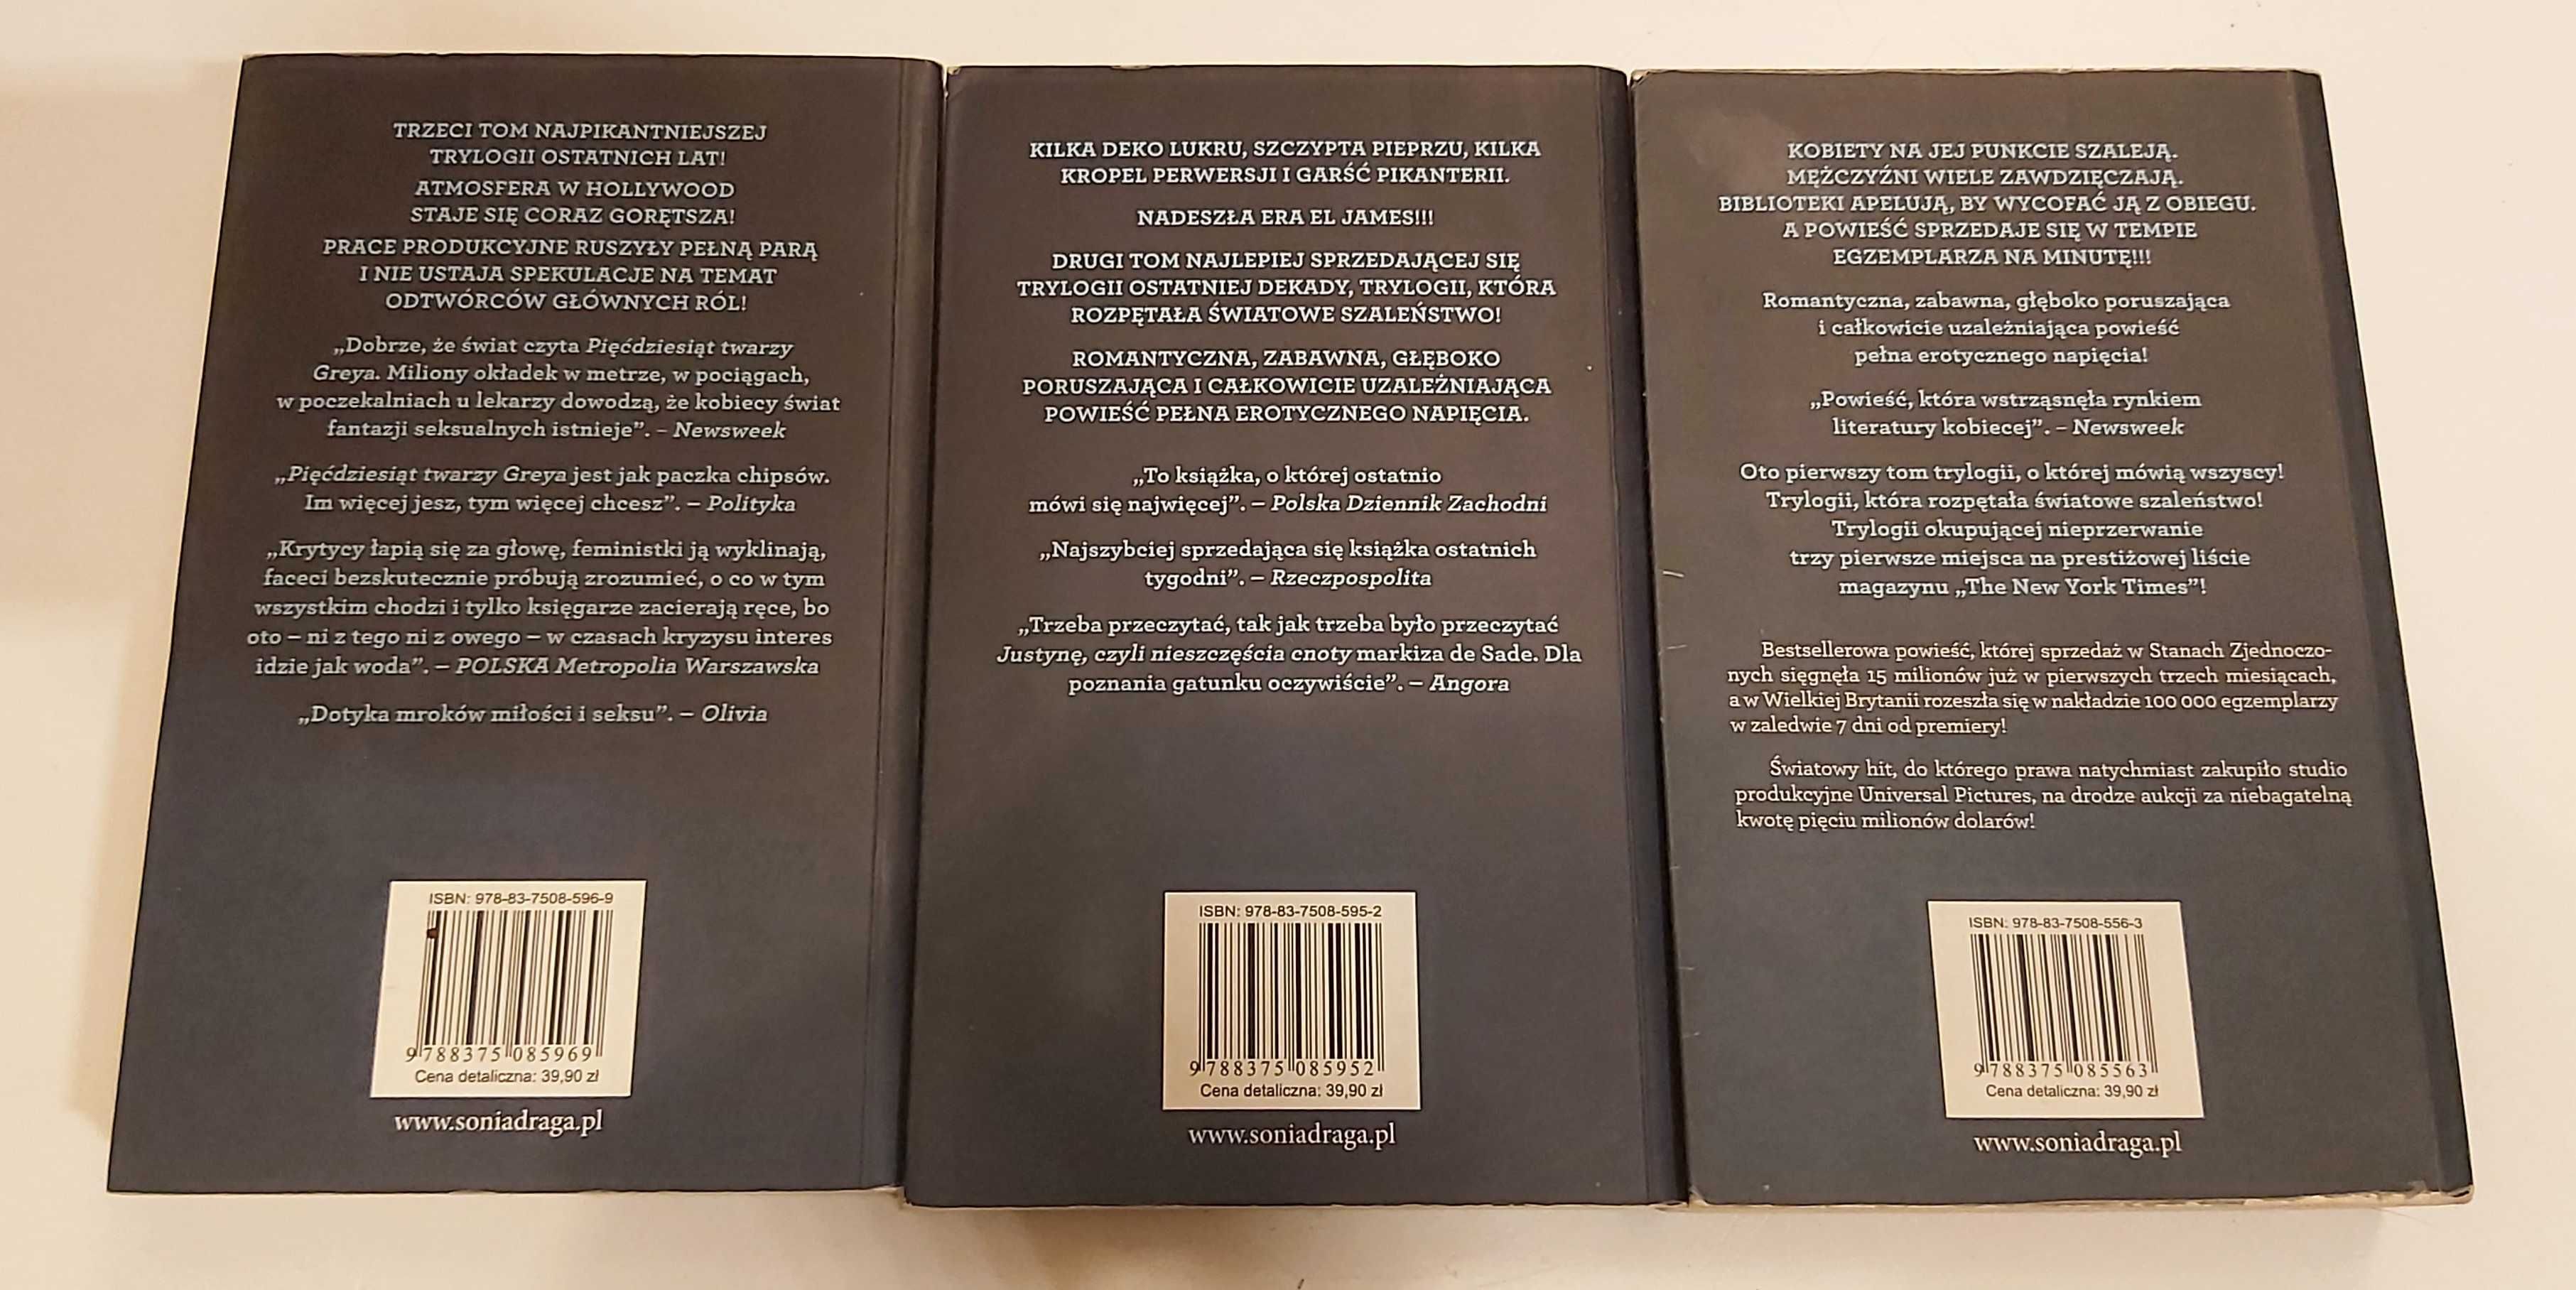 TRZECI TOM NAJPIKANTNIEJSZEJ
TRYLOGII OSTATNICH LAT!
ATMOSFERA W HOLLYWOOD
STAJE SIĘ CORAZ GORĘTSZA!
PRACE PRODUKCYJNE RUSZYŁY PEŁNĄ PARĄ
I NIE USTAJA SPEKULACJE NA TEMAT
ODTWÓRCÓW GŁÓWNYCH RÓL!
„Dobrze, że świat czyta Pięćdziesiąt twarzy
Greya. Miliony okładek w metrze, w pociągach,
w poczekalniach u lekarzy dowodzą, że kobiecy świat
fantazji seksualnych istnieje”. – Newsweek
„Pięćdziesiąt twarzy Greya jest jak paczka chipsów.
Im więcej jesz, tym więcej chcesz”. – Polityka
„Krytycy łapią się za głowę, feministki ją wyklinają,
faceci bezskutecznie próbują zrozumieć, o co w tym
wszystkim chodzi i tylko księgarze zacierają ręce, bo
oto – ni z tego ni z owego – w czasach kryzysu interes
idzie jak woda”. – POLSKA Metropolia Warszawska
„Dotyka mroków miłości i seksu”. – Olivia
ISBN: 978-83-7508-596-9
9 788375 085969
Cena detaliczna: 39,90 zł
www.soniadraga.pl
KILKA DEKO LUKRU, SZCZYPTA PIEPRZU, KILKA
KROPEL PERWERSJI I GARŚĆ PIKANTERII.
NADESZŁA ERA EL JAMES!!!
DRUGI TOM NAJLEPIEJ SPRZEDAJĄCEJ SIĘ
TRYLOGII OSTATNIEJ DEKADY, TRYLOGII, KTÓRA
ROZPĘTAŁA ŚWIATOWE SZALEŃSTWO!
ROMANTYCZNA, ZABAWNA, GŁĘBOKO
PORUSZAJĄCA I CAŁKOWICIE UZALEŻNIAJĄCA
POWIEŚĆ PEŁNA EROTYCZNEGO NAPIĘCIA.
„To książka, o której ostatnio
mówi się najwięcej”. – Polska Dziennik Zachodni
„Najszybciej sprzedająca się książka ostatnich
tygodni”. – Rzeczpospolita
„Trzeba przeczytać, tak jak trzeba było przeczytać
Justynę, czyli nieszczęścia cnoty markiza de Sade. Dla
poznania gatunku oczywiście”. – Angora
ISBN: 978-83-7508-595-2
9 788375 085952
Cena detaliczna: 39,90 zł
www.soniadraga.pl
KOBIETY NA JEJ PUNKCIE SZALEJĄ.
MĘŻCZYŹNI WIELE ZAWDZIĘCZAJĄ.
BIBLIOTEKI APELUJĄ, BY WYCOFAĆ JĄ Z OBIEGU.
A POWIEŚĆ SPRZEDAJE SIĘ W TEMPIE
EGZEMPLARZA NA MINUTĘ!!!
Romantyczna, zabawna, głęboko poruszająca
i całkowicie uzależniająca powieść
pełna erotycznego napięcia!
„Powieść, która wstrząsnęła rynkiem
literatury kobiecej”. – Newsweek
Oto pierwszy tom trylogii, o której mówią wszyscy!
Trylogii, która rozpętała światowe szaleństwo!
Trylogii okupującej nieprzerwanie
trzy pierwsze miejsca na prestiżowej liście
magazynu „The New York Times”!
Bestsellerowa powieść, której sprzedaż w Stanach Zjednoczo-
nych sięgnęła 15 milionów już w pierwszych trzech miesiącach,
a w Wielkiej Brytanii rozeszła się w nakładzie 100 000 egzemplarzy
w zaledwie 7 dni od premiery!
Światowy hit, do którego prawa natychmiast zakupiło studio
produkcyjne Universal Pictures, na drodze aukcji za niebagatelną
kwotę pięciu milionów dolarów!
ISBN: 978-83-7508-556-3
9 788375 085563
Cena detaliczna: 39,90 zł
www.soniadraga.pl